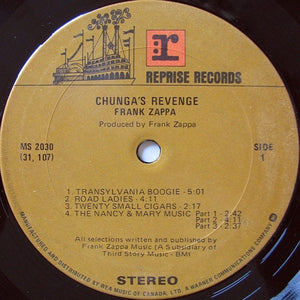 r:
REPRISE RECORDS
CHUNGA'S REVENGE
FRANK ZAPPA
Produced by Frank Zappa
MS 2030
(31, 107)
SIDE
1
1. TRANSYLVANIA BOOGIE - 5:01
2. ROAD LADIES - 4:11
3. TWENTY SMALL CIGARS - 2:17
4. THE NANCY & MARY MUSIC Part 1 - 2:42
Part 2 - 4:11
Part 3 - 2:37
All selections written and published by
Frank Zappa Music (A Subsidiary of
Third Story Music - BMI)
STEREO
MANUFACTURED AND DISTRIBUTED BY WEA MUSIC OF CANADA, LTD. A WARNER COMMUNICATIONS COMPANY